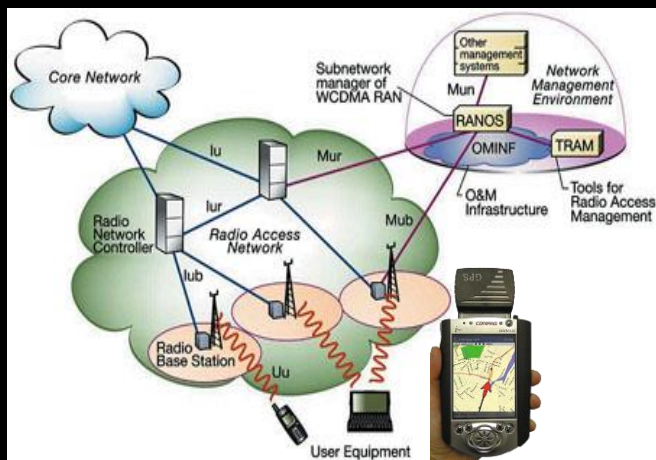 Core Network
Other
management
systems
Network
Management
Environment
Subnetwork
manager of
WCDMA RAN
Mun
RANOS
TRAM
OMINF
Iu
Mur
O&M
Infrastructure
Tools for
Radio Access
Management
Radio
Network
Controller
Iur
Radio Access
Network
Mub
Iub
Radio
Base Station
Uu
User Equipment
GPS
COMPAQ